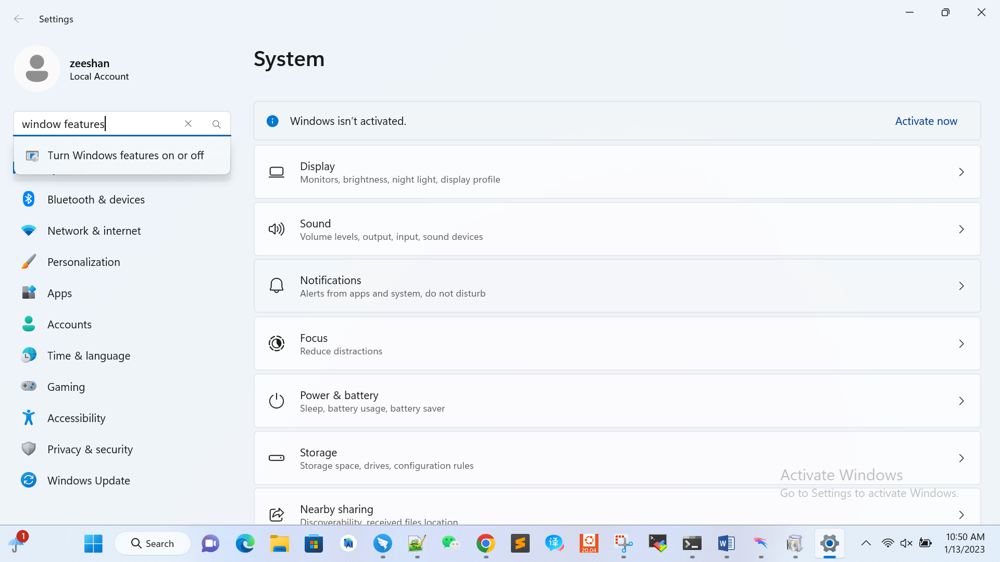 Settings
zeeshan
Local Account
window features
Turn Windows features on or off
Bluetooth & devices
Network & internet
Personalization
Apps
Accounts
Time & language
Gaming
Accessibility
Privacy & security
Windows Update
System
Windows isn't activated.
Activate now
Display
Monitors, brightness, night light, display profile
Sound
Volume levels, output, input, sound devices
Notifications
Alerts from apps and system, do not disturb
Focus
Reduce distractions
Power & battery
Sleep, battery usage, battery saver
Storage
Storage space, drives, configuration rules
Nearby sharing
Discoverability, received files location
Activate Windows
Go to Settings to activate Windows.
1
Search
译
20.04
10:50 AM
1/13/2023